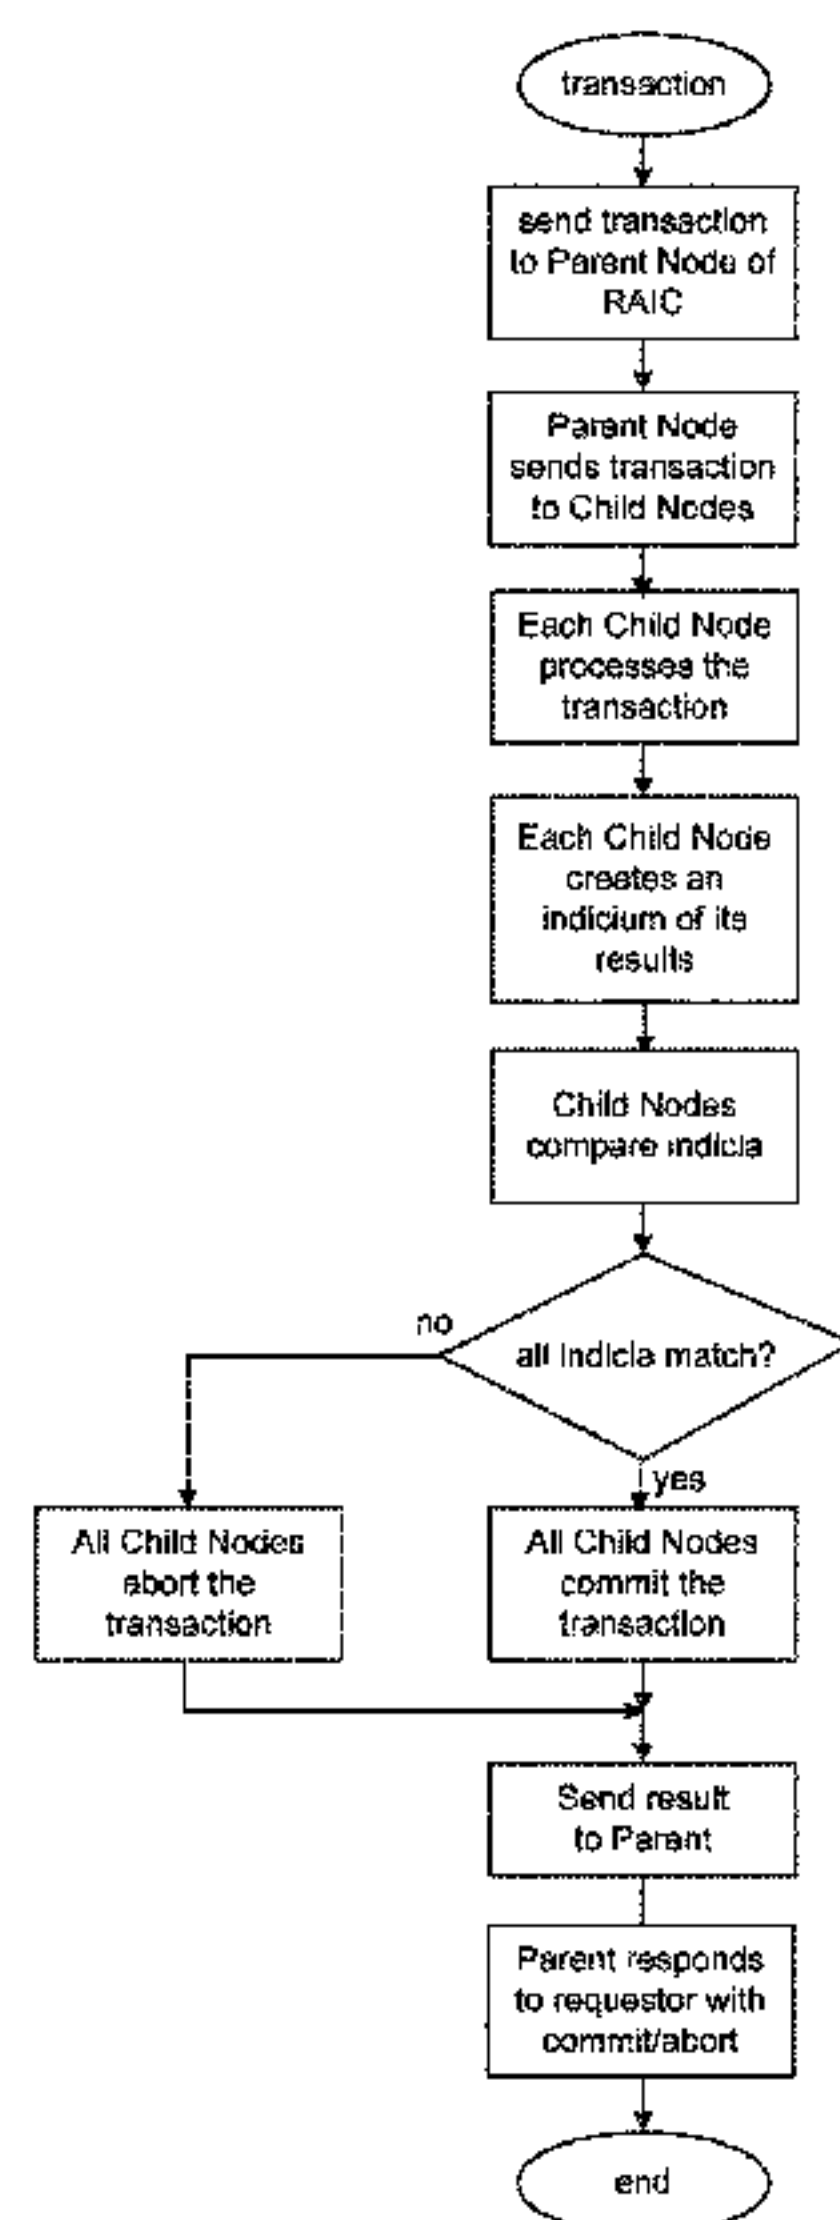 transaction
send transaction
to Parent Node of
RAIC
Parent Node
sends transaction
to Child Nodes
Each Child Node
processes the
transaction
Each Child Node
creates an
indicium of its
results
Child Nodes
compare indicia
no
all indicia match?
yes
All Child Nodes
abort the
transaction
All Child Nodes
commit the
transaction
Send result
to Parent
Parent responds
to requestor with
commit/abort
end